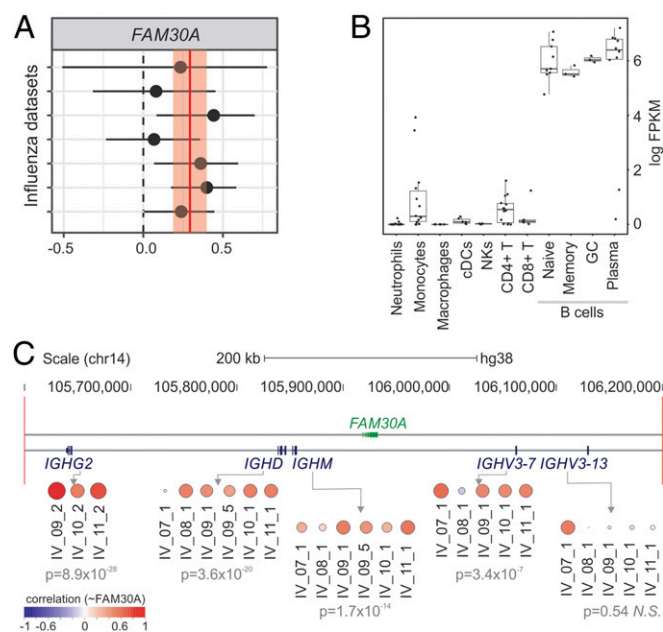 A
FAM30A
Influenza datasets
-0.5
0.0
0.5
B
log FPKM
6
4
2
0
Neutrophils
Monocytes
Macrophages
cDCs
NKs
CD4+ T
CD8+ T
Naive
Memory
GC
Plasma
B cells
C
Scale (chr14)
200 kb
hg38
105,700,000
105,800,000
105,900,000
106,000,000
106,100,000
106,200,000
FAM30A
IGHG2
IGHD
IGHM
IGHV3-7
IGHV3-13
IV_09_2
IV_10_2
IV_11_2
p=8.9x10-28
IV_07_1
IV_08_1
IV_09_1
IV_09_5
IV_10_1
IV_11_1
p=3.6x10-20
IV_07_1
IV_08_1
IV_09_1
IV_09_5
IV_10_1
IV_11_1
p=1.7x10-14
IV_07_1
IV_08_1
IV_09_1
IV_10_1
IV_11_1
p=3.4x10-7
IV_07_1
IV_08_1
IV_09_1
IV_10_1
IV_11_1
p=0.54 N.S.
correlation (~FAM30A)
-1 -0.6 0 0.6 1